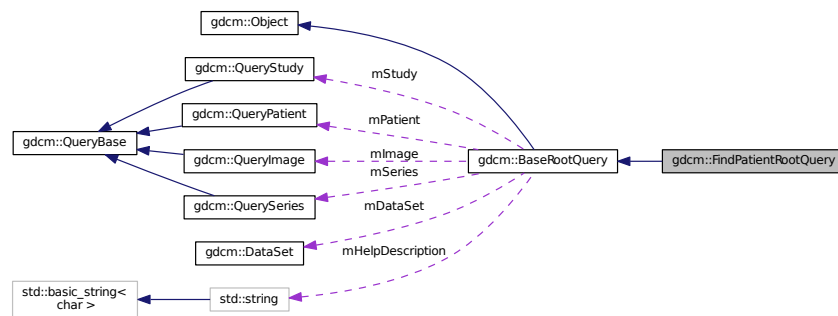 gdcm::Object
gdcm::QueryStudy
mStudy
gdcm::QueryPatient
mPatient
gdcm::QueryBase
gdcm::QueryImage
mImage
gdcm::BaseRootQuery
gdcm::FindPatientRootQuery
mSeries
gdcm::QuerySeries
mDataSet
gdcm::DataSet
mHelpDescription
std::basic_string<
char >
std::string